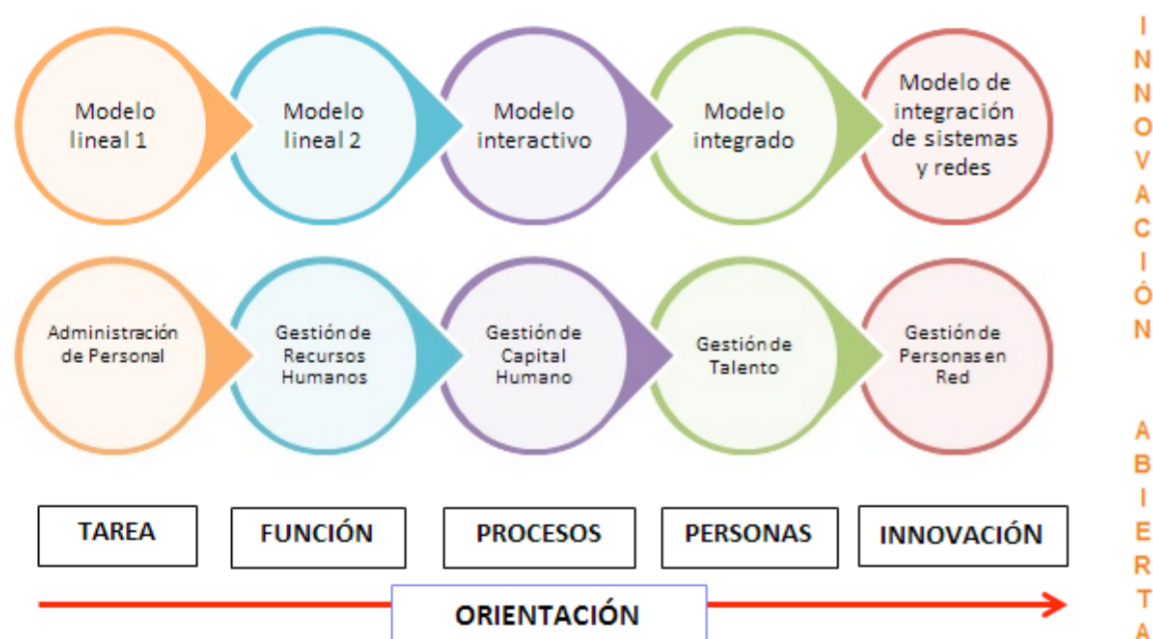 Modelo
lineal 1
Modelo
lineal 2
Modelo
interactivo
Modelo
integrado
Modelo de
integración
de sistemas
y redes
Administración
de Personal
Gestión de
Recursos
Humanos
Gestión de
Capital
Humano
Gestión de
Talento
Gestión de
Personas en
Red
TAREA
FUNCIÓN
PROCESOS
PERSONAS
INNOVACIÓN
ORIENTACIÓN
INNOVACIÓN
ABIERTA